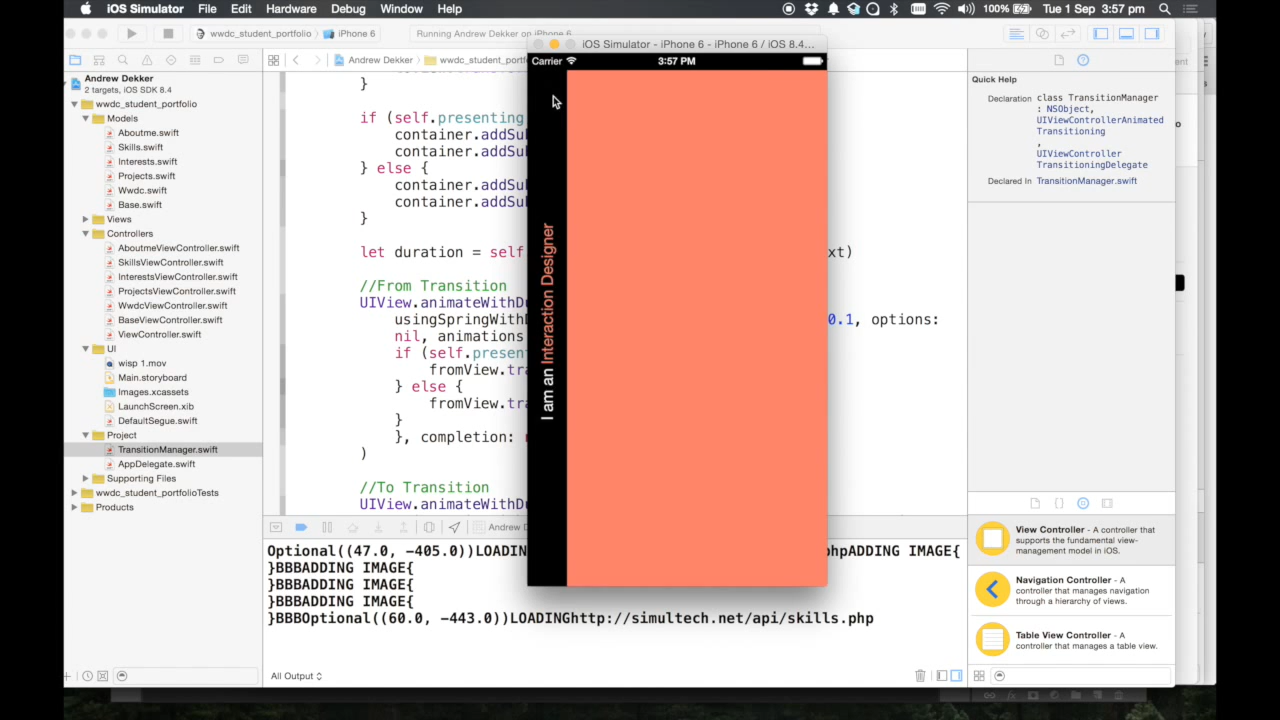 iOS Simulator File Edit Hardware Debug Window Help 100% Tue 1 Sep 3:57 pm
wwdc_student_portfolio iPhone 6 Running Andrew Dekker on iPhone 6
iOS Simulator - iPhone 6 - iPhone 6 / iOS 8.4...
Carrier 3:57 PM
Andrew Dekker wwdc_student_portf
Andrew Dekker
2 targets, iOS SDK 8.4
wwdc_student_portfolio
Models
Aboutme.swift
Skills.swift
Interests.swift
Projects.swift
Wwdc.swift
Base.swift
Views
Controllers
AboutmeViewController.swift
SkillsViewController.swift
InterestsViewController.swift
ProjectsViewController.swift
WwdcViewController.swift
BaseViewController.swift
ViewController.swift
UI
wisp 1.mov
Main.storyboard
Images.xcassets
LaunchScreen.xib
DefaultSegue.swift
Project
TransitionManager.swift
AppDelegate.swift
Supporting Files
wwdc_student_portfolioTests
Products
}
if (self.presenting
container.addSu
container.addSu
} else {
container.addSu
container.addSu
}
let duration = self xt)
//From Transition
UIView.animateWithDu
usingSpringWithD 0.1, options:
nil, animations
if (self.present
fromView.tra
} else {
fromView.tra
}
}, completion:
)
//To Transition
UIView.animateWithDu
I am an Interaction Designer
Quick Help
Declaration class TransitionManager
: NSObject,
UIViewControllerAnimated
Transitioning
,
UIViewController
TransitioningDelegate
Declared In TransitionManager.swift
Andrew D
Optional((47.0, -405.0))LOADIN phpADDING IMAGE{
}BBBADDING IMAGE{
}BBBADDING IMAGE{
}BBBADDING IMAGE{
}BBBOptional((60.0, -443.0))LOADINGhttp://simultech.net/api/skills.php
All Output
View Controller - A controller that
supports the fundamental view-
management model in iOS.
Navigation Controller - A
controller that manages navigation
through a hierarchy of views.
Table View Controller - A
controller that manages a table view.